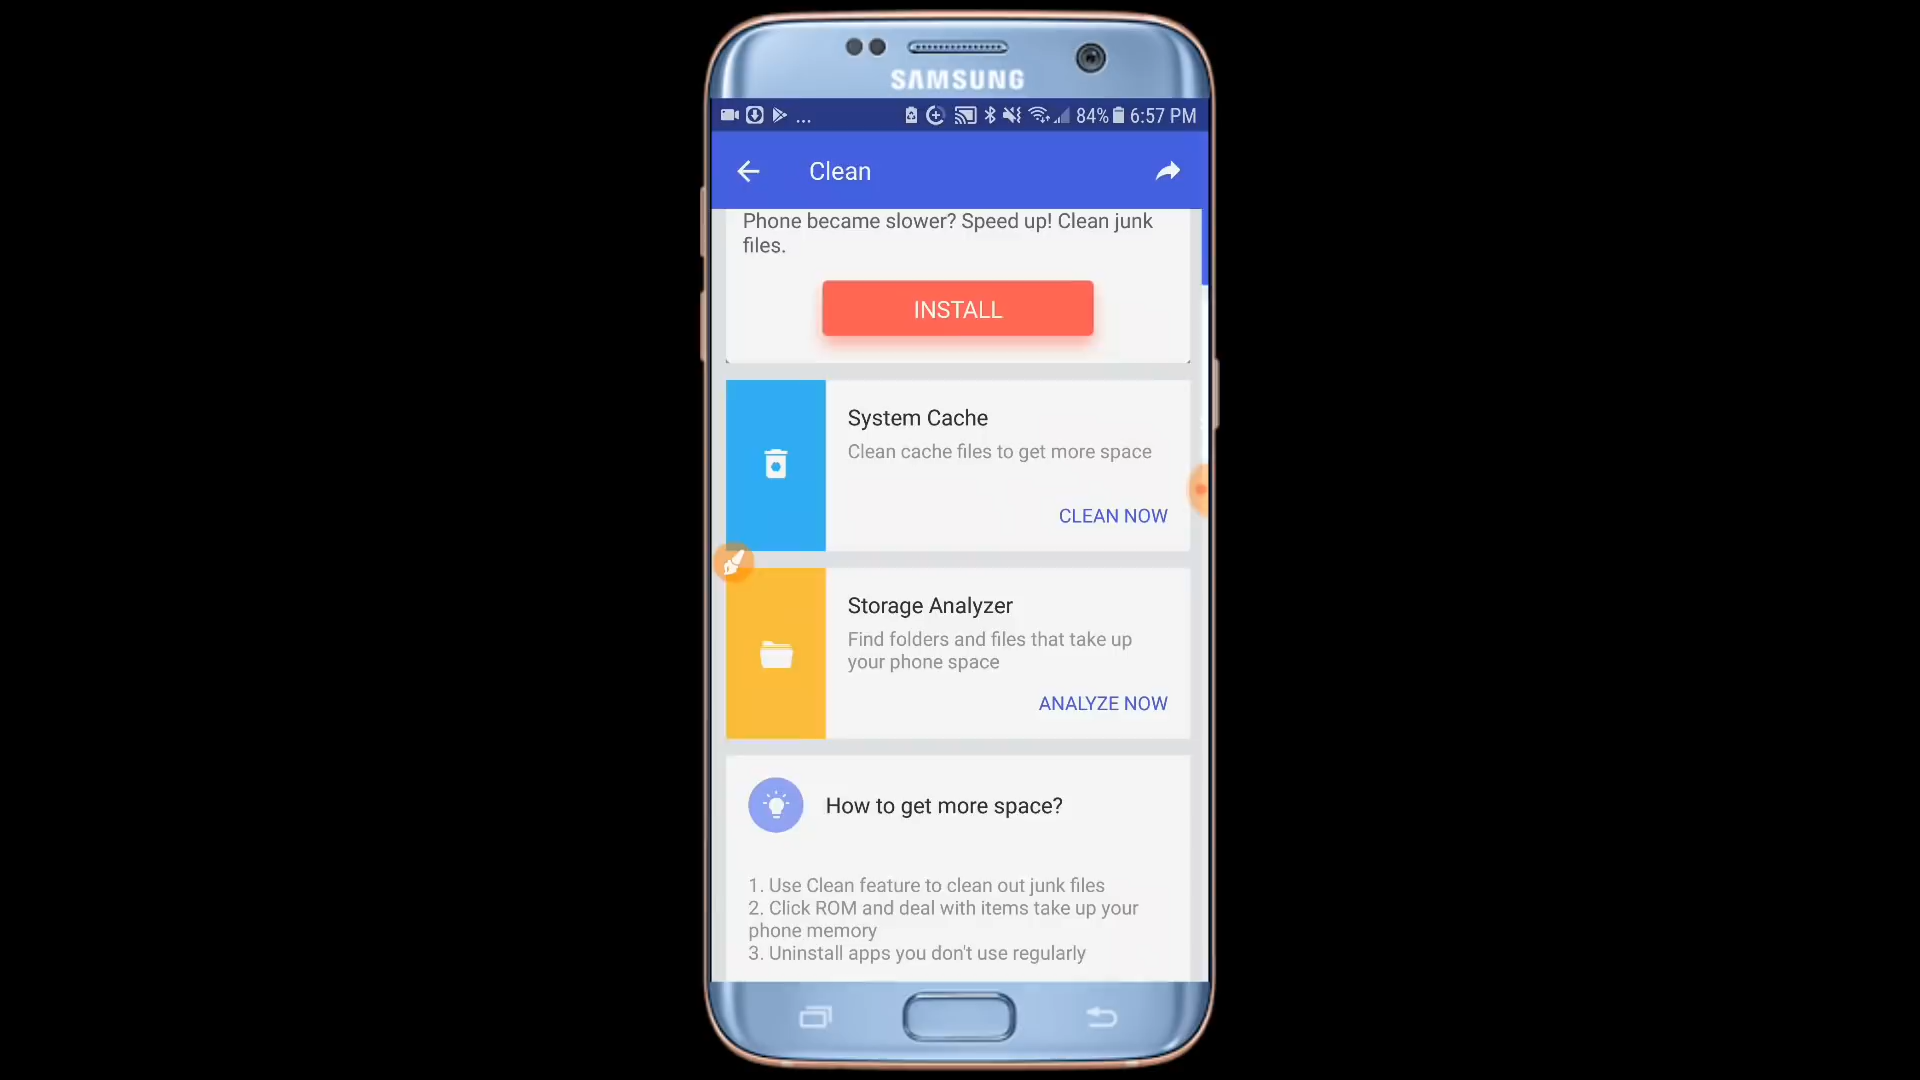 SAMSUNG
... 84% 6:57 PM
Clean
Phone became slower? Speed up! Clean junk
files.
INSTALL
System Cache
Clean cache files to get more space
CLEAN NOW
Storage Analyzer
Find folders and files that take up
your phone space
ANALYZE NOW
How to get more space?
1. Use Clean feature to clean out junk files
2. Click ROM and deal with items take up your
phone memory
3. Uninstall apps you don't use regularly